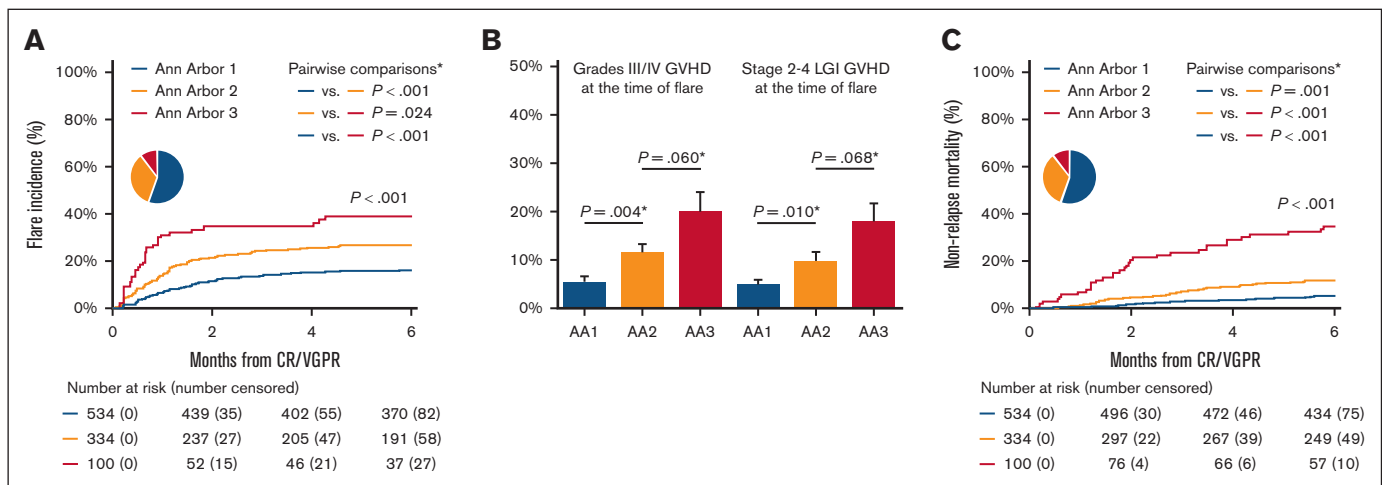 A
100%
80%
60%
40%
20%
0%
Flare incidence (%)
Ann Arbor 1
Ann Arbor 2
Ann Arbor 3
Pairwise comparisons*
vs. P < .001
vs. P = .024
vs. P < .001
P < .001
0 2 4 6
Months from CR/VGPR
Number at risk (number censored)
534 (0) 439 (35) 402 (55) 370 (82)
334 (0) 237 (27) 205 (47) 191 (58)
100 (0) 52 (15) 46 (21) 37 (27)
B
50%
40%
30%
20%
10%
0%
Grades III/IV GVHD
at the time of flare
Stage 2-4 LGI GVHD
at the time of flare
P = .060*
P = .068*
P = .004*
P = .010*
AA1 AA2 AA3 AA1 AA2 AA3
C
100%
80%
60%
40%
20%
0%
Non-relapse mortality (%)
Ann Arbor 1
Ann Arbor 2
Ann Arbor 3
Pairwise comparisons*
vs. P = .001
vs. P < .001
vs. P < .001
P < .001
0 2 4 6
Months from CR/VGPR
Number at risk (number censored)
534 (0) 496 (30) 472 (46) 434 (75)
334 (0) 297 (22) 267 (39) 249 (49)
100 (0) 76 (4) 66 (6) 57 (10)